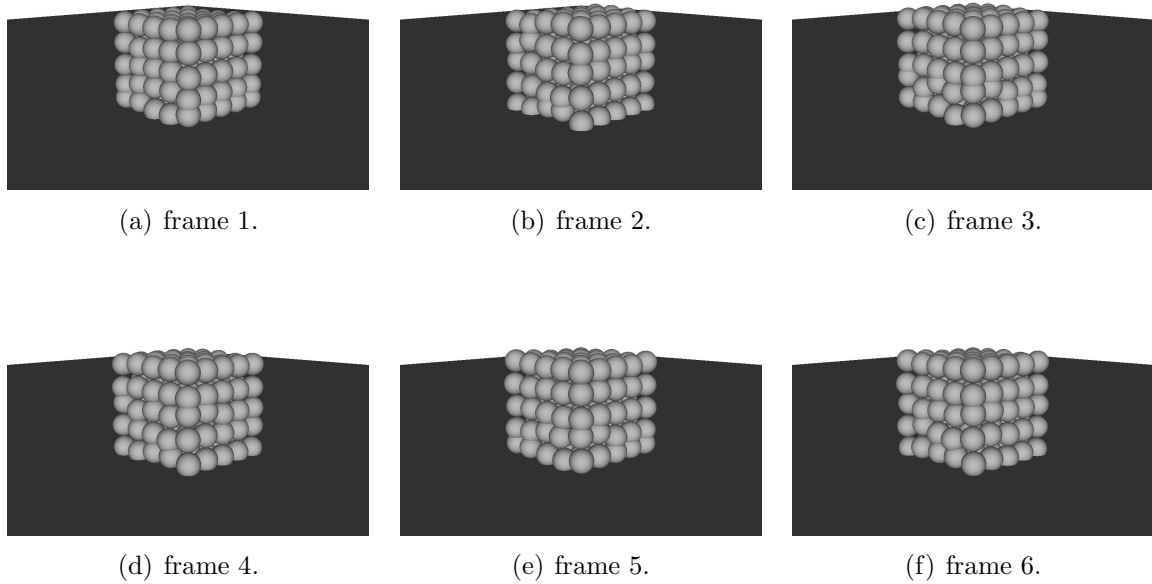 (a) frame 1.
(b) frame 2.
(c) frame 3.
(d) frame 4.
(e) frame 5.
(f) frame 6.